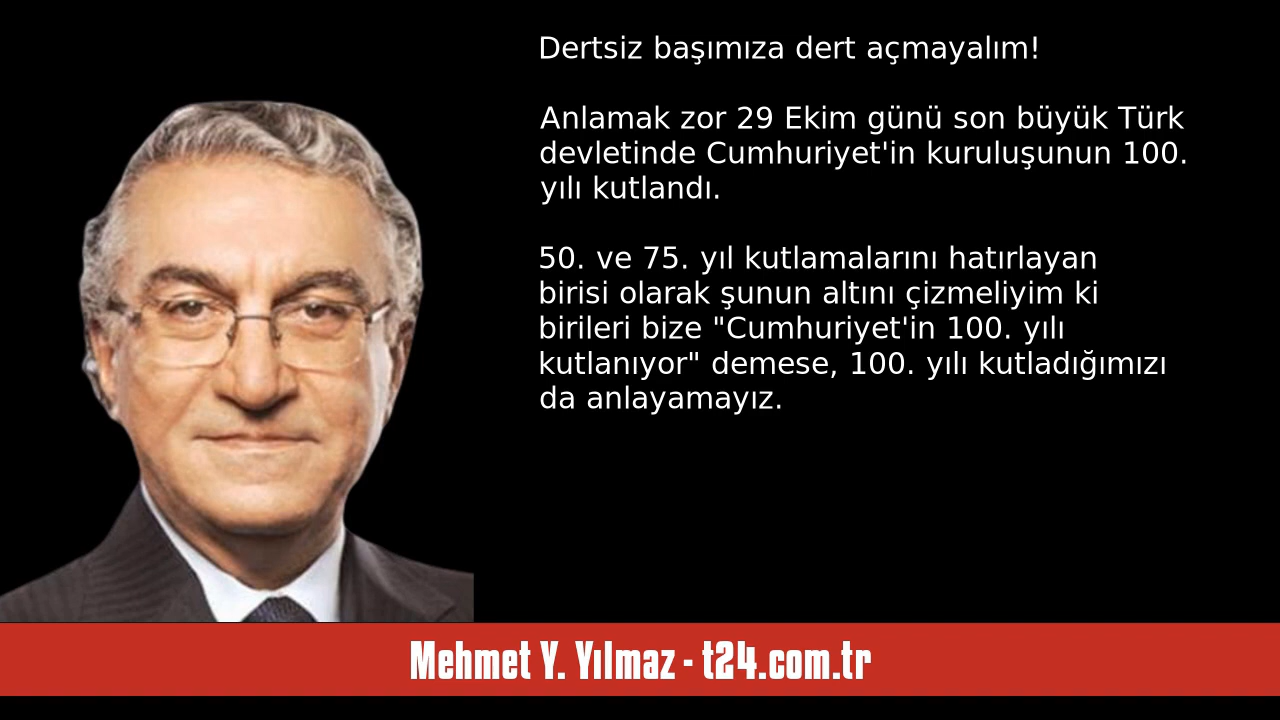 Dertsiz başımıza dert açmayalım!
Anlamak zor 29 Ekim günü son büyük Türk
devletinde Cumhuriyet'in kuruluşunun 100.
yılı kutlandı.
50. ve 75. yıl kutlamalarını hatırlayan
birisi olarak şunun altını çizmeliyim ki
birileri bize "Cumhuriyet'in 100. yılı
kutlanıyor" demese, 100. yılı kutladığımızı
da anlayamayız.
Mehmet Y. Yılmaz - t24.com.tr